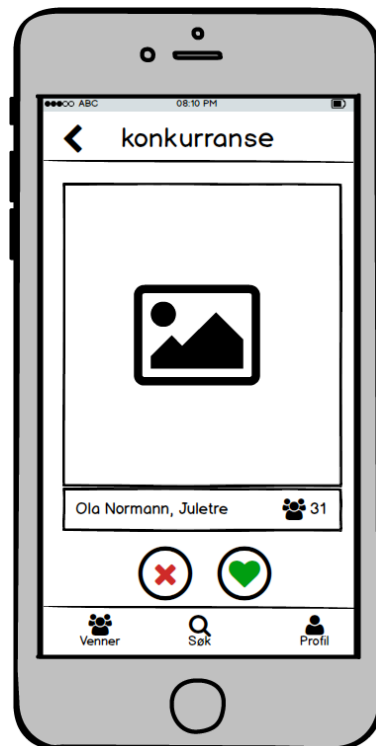 ABC 08:10 PM
konkurranse
Ola Normann, Juletre 31
Venner Søk Profil